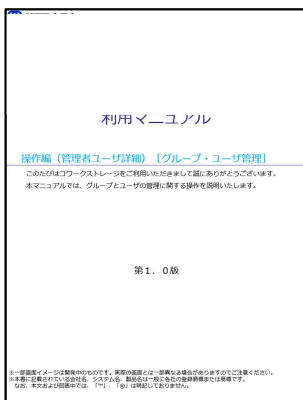 利用マニュアル
操作編（管理者ユーザ詳細）［グループ・ユーザ管理］
このたびはコワークストレージをご利用いただきまして誠にありがとうございます。
本マニュアルでは、グループとユーザの管理に関する操作を説明いたします。
第１．０版
※一部画面イメージは開発中のものです。実際の画面とは一部異なる場合がありますのでご注意ください。
※本書に記載されている会社名、システム名、製品名は一般に各社の登録商標または商標です。
なお、本文および図表中では、「™」、「®」は明記しておりません。